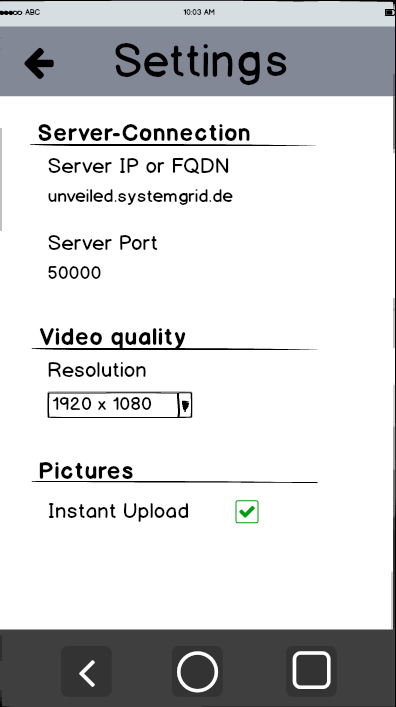 ABC
10:03 AM
Settings
Server-Connection
Server IP or FQDN
unveiled.systemgrid.de
Server Port
50000
Video quality
Resolution
1920 x 1080
Pictures
Instant Upload